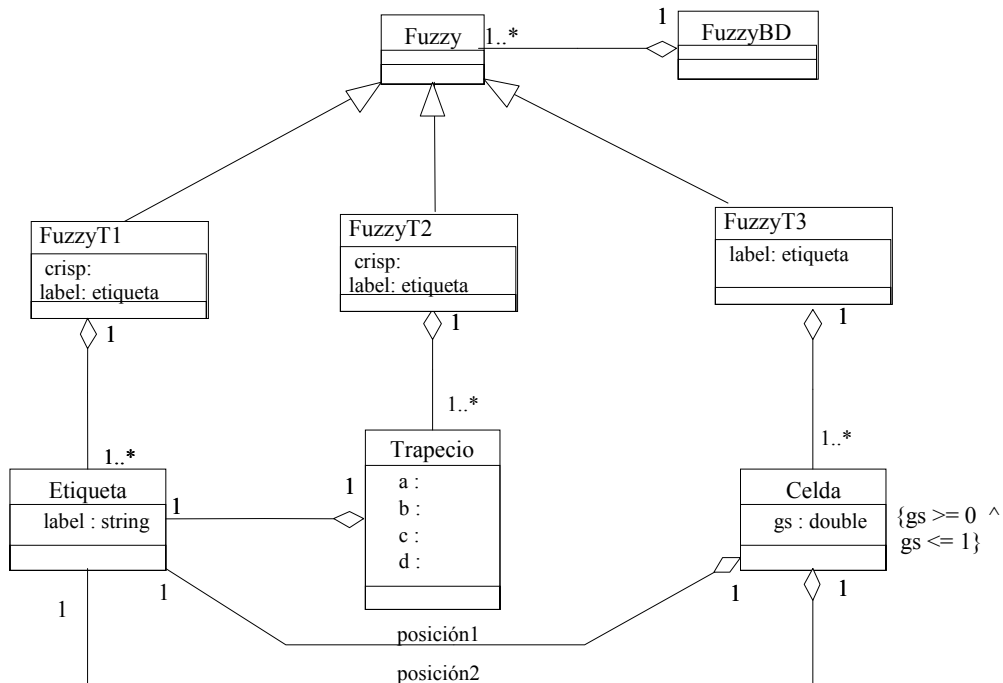 1
Fuzzy
1..*
FuzzyBD
FuzzyT1
crisp:
label: etiqueta
1
FuzzyT2
crisp:
label: etiqueta
1
FuzzyT3
label: etiqueta
1
1..*
1..*
1..*
Etiqueta
label : string
1
1
Trapecio
a :
b :
c :
d :
Celda
gs : double
{gs >= 0 ^
gs <= 1}
1
1
1
1
posición1
posición2